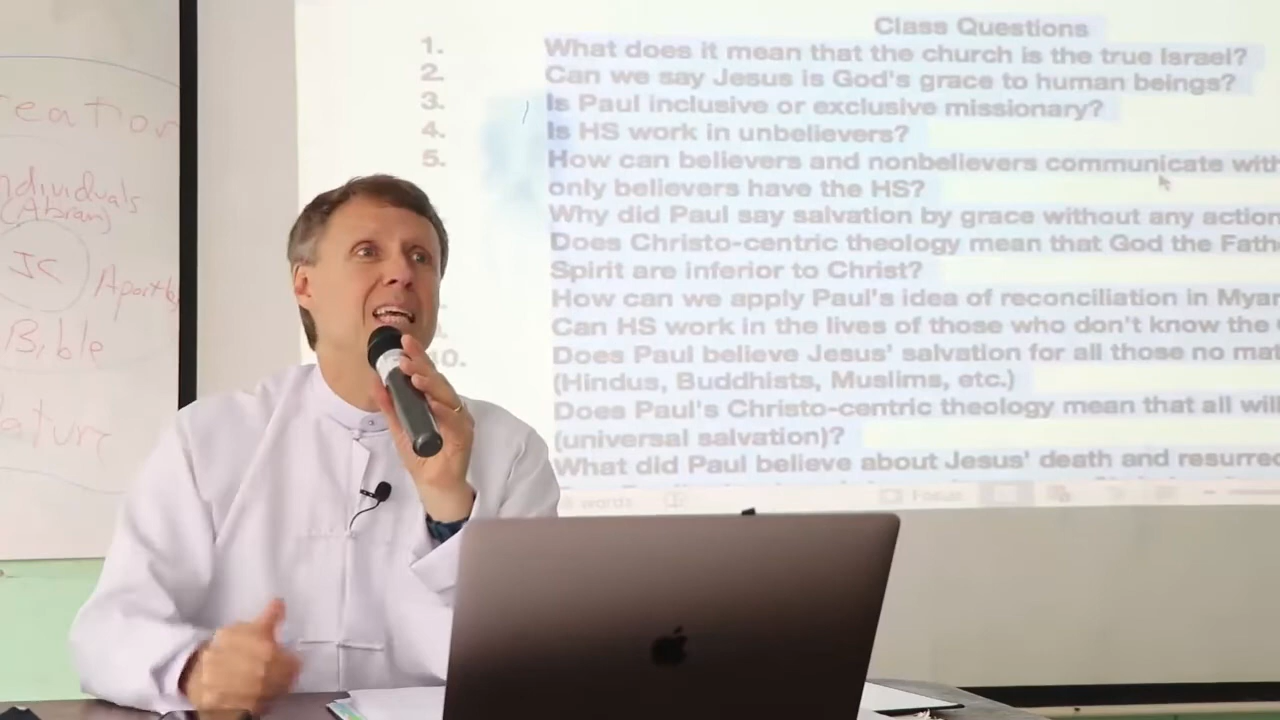 eator
ndividuals
(Abram)
JC
Bible
ature
Class Questions
1. What does it mean that the church is the true Israel?
2. Can we say Jesus is God's grace to human beings?
3. Is Paul inclusive or exclusive missionary?
4. Is HS work in unbelievers?
5. How can believers and nonbelievers communicate with
only believers have the HS?
Why did Paul say salvation by grace without any action
Does Christo-centric theology mean that God the Fath
Spirit are inferior to Christ?
How can we apply Paul's idea of reconciliation in Myan
Can HS work in the lives of those who don't know the
10. Does Paul believe Jesus' salvation for all those no mat
(Hindus, Buddhists, Muslims, etc.)
Does Paul's Christo-centric theology mean that all will
(universal salvation)?
What did Paul believe about Jesus' death and resurrec
words
Focus